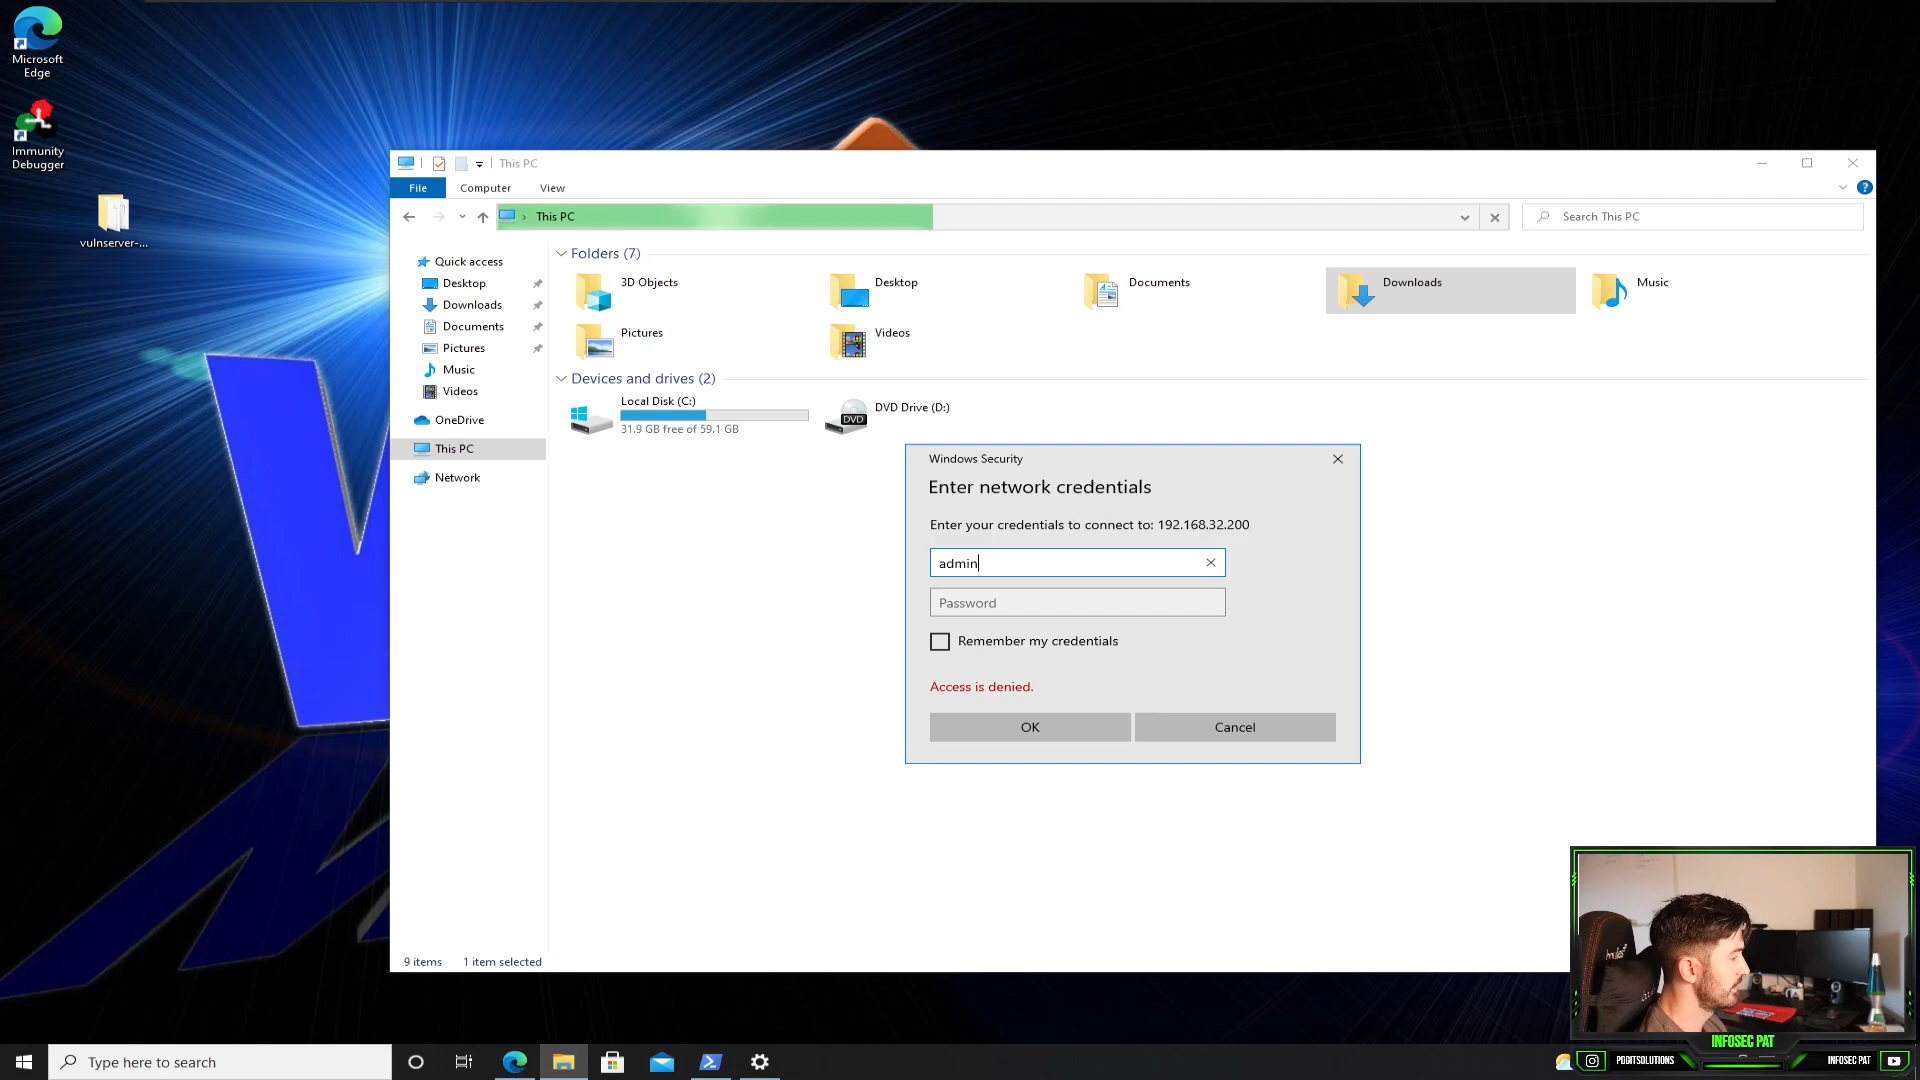 Microsoft
Edge
Immunity
Debugger
vulnserver-...
This PC
File
Computer
View
This PC
Search This PC
Quick access
Desktop
Downloads
Documents
Pictures
Music
Videos
OneDrive
This PC
Network
Folders (7)
3D Objects
Desktop
Documents
Downloads
Music
Pictures
Videos
Devices and drives (2)
Local Disk (C:)
31.9 GB free of 59.1 GB
DVD
DVD Drive (D:)
Windows Security
Enter network credentials
Enter your credentials to connect to: 192.168.32.200
admin
Password
Remember my credentials
Access is denied.
OK
Cancel
9 items
1 item selected
INFOSEC PAT
Type here to search
PDBITSOLUTIONS
INFOSEC PAT